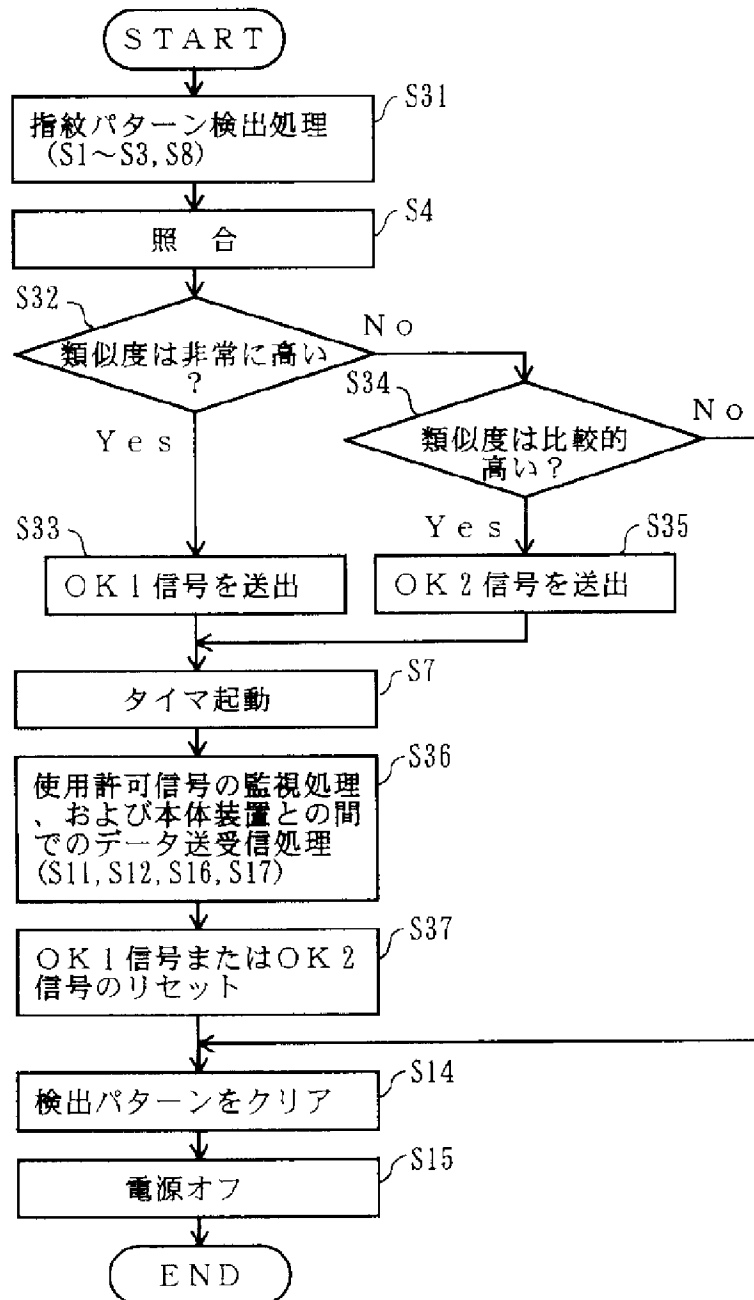 START
S31
指紋パターン検出処理
(S1～S3,S8)
S4
照　合
S32
類似度は非常に高い
？
No
Yes
S34
類似度は比較的
高い？
No
Yes
S33
OK1信号を送出
S35
OK2信号を送出
S7
タイマ起動
S36
使用許可信号の監視処理
、および本体装置との間
でのデータ送受信処理
(S11,S12,S16,S17)
S37
OK1信号またはOK2
信号のリセット
S14
検出パターンをクリア
S15
電源オフ
END